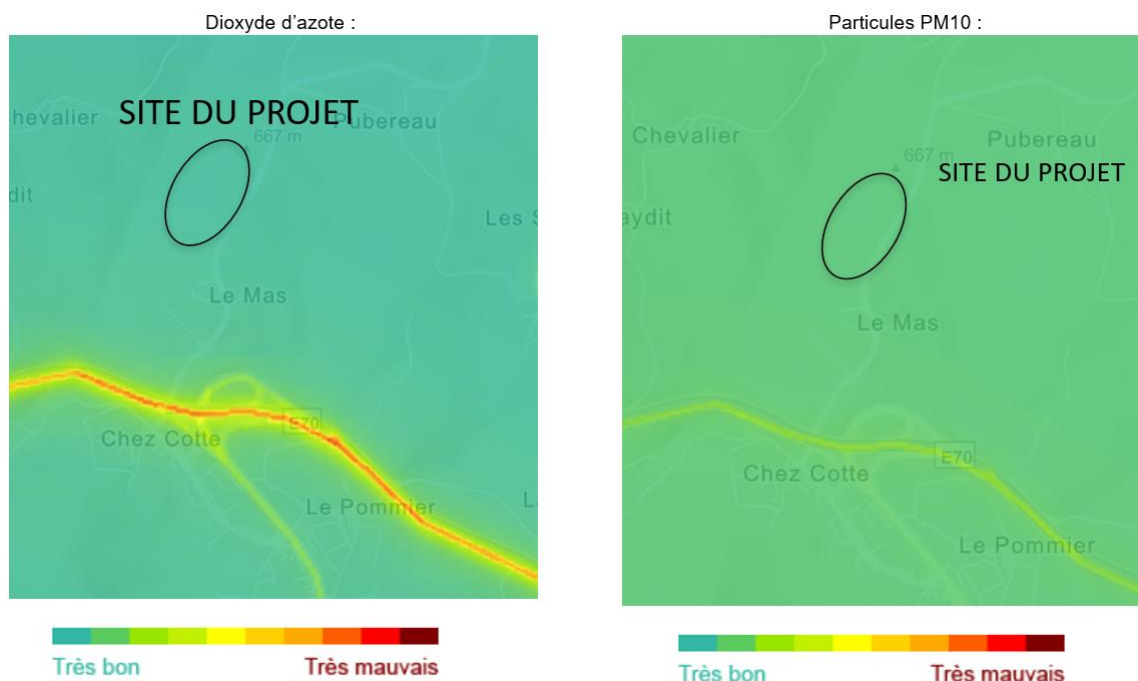 Dioxyde d'azote :
SITE DU PROJET
hevalier
Pubereau
667 m
dit
Les S
Le Mas
E70
Chez Cotte
Le Pommier
L
Très bon
Très mauvais
Particules PM10 :
Chevalier
Pubereau
667 m
SITE DU PROJET
aydit
Le Mas
E70
Chez Cotte
Le Pommier
Très bon
Très mauvais